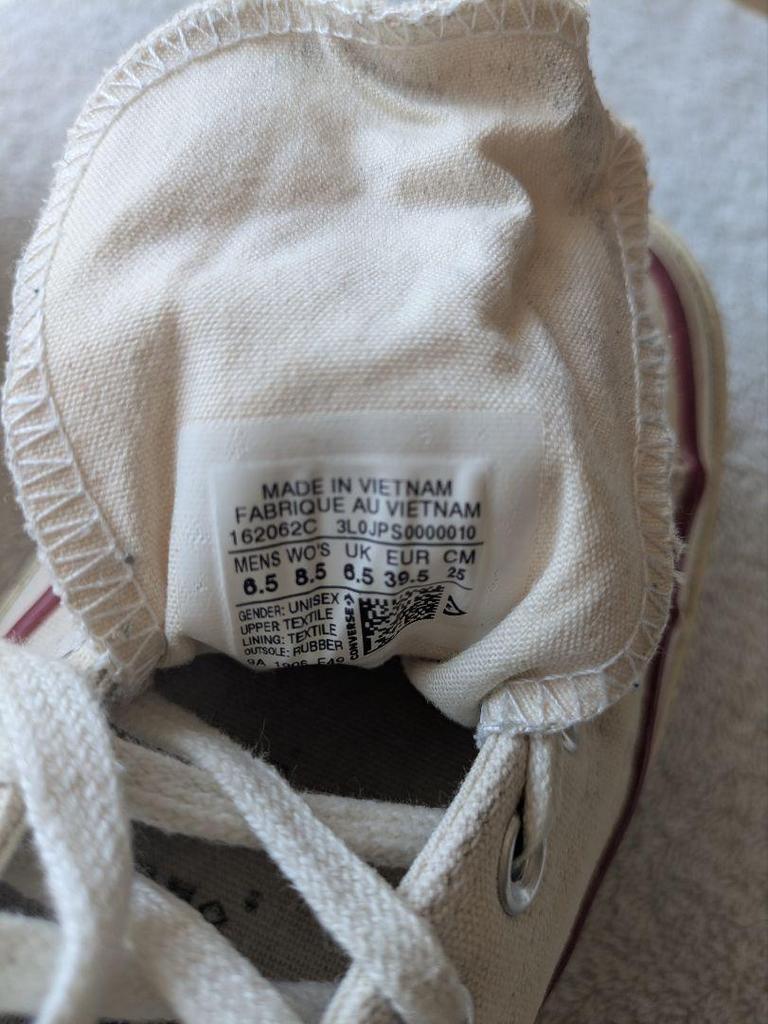 MADE IN VIETNAM
FABRIQUE AU VIETNAM
162062C 3L0JPS0000010
MENS WO'S UK EUR CM
6.5 8.5 6.5 39.5 25
GENDER: UNISEX
UPPER TEXTILE
LINING: TEXTILE
OUTSOLE: RUBBER
CONVERSE